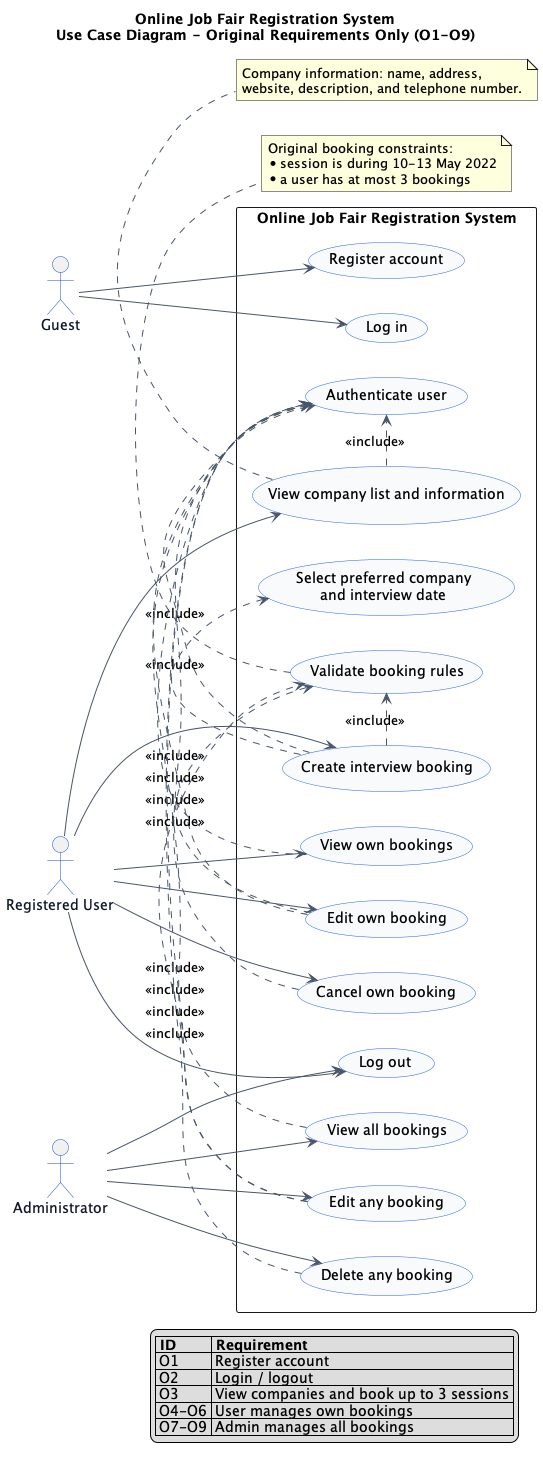 Online Job Fair Registration System
Use Case Diagram – Original Requirements Only (O1–O9)
Company information: name, address,
website, description, and telephone number.
Original booking constraints:
• session is during 10–13 May 2022
• a user has at most 3 bookings
Online Job Fair Registration System
Register account
Guest
Log in
Authenticate user
«include»
View company list and information
Select preferred company
and interview date
«include»
«include»
Validate booking rules
«include»
«include»
Create interview booking
«include»
«include»
«include»
View own bookings
Registered User
Edit own booking
«include»
«include»
Cancel own booking
«include»
«include»
Log out
View all bookings
Administrator
Edit any booking
Delete any booking
ID Requirement
O1 Register account
O2 Login / logout
O3 View companies and book up to 3 sessions
O4–O6 User manages own bookings
O7–O9 Admin manages all bookings